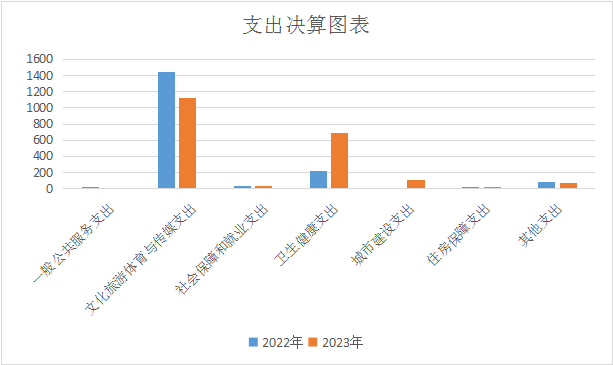 支出决算图表
1600
1400
1200
1000
800
600
400
200
0
一般公共服务支出
文化旅游体育与传媒支出
社会保障和就业支出
卫生健康支出
城市建设支出
住房保障支出
其他支出
2022年 2023年